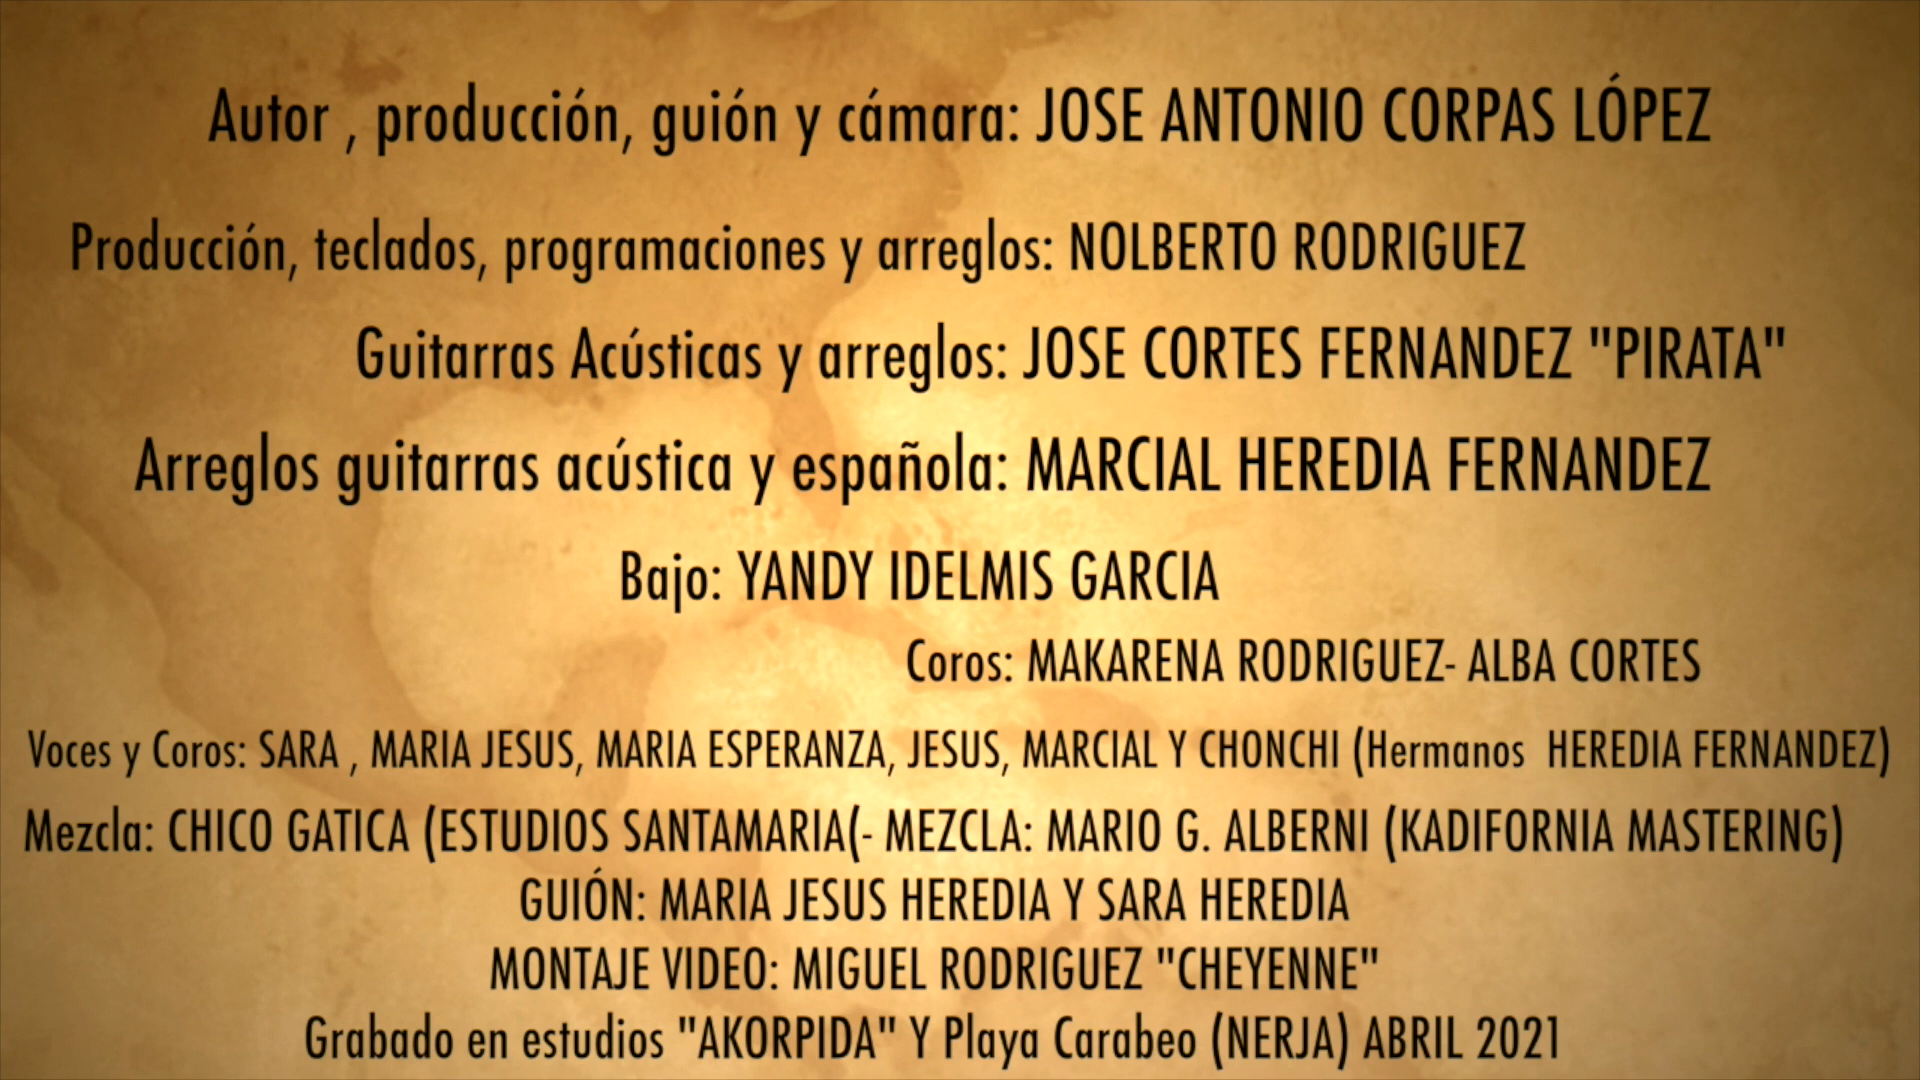 Autor , producción, guión y cámara: JOSE ANTONIO CORPAS LÓPEZ
Producción, teclados, programaciones y arreglos: NOLBERTO RODRIGUEZ
Guitarras Acústicas y arreglos: JOSE CORTES FERNANDEZ "PIRATA"
Arreglos guitarras acústica y española: MARCIAL HEREDIA FERNANDEZ
Bajo: YANDY IDELMIS GARCIA
Coros: MAKARENA RODRIGUEZ- ALBA CORTES
Voces y Coros: SARA , MARIA JESUS, MARIA ESPERANZA, JESUS, MARCIAL Y CHONCHI (Hermanos  HEREDIA FERNANDEZ)
Mezcla: CHICO GATICA (ESTUDIOS SANTAMARIA(- MEZCLA: MARIO G. ALBERNI (KADIFORNIA MASTERING)
GUIÓN: MARIA JESUS HEREDIA Y SARA HEREDIA
MONTAJE VIDEO: MIGUEL RODRIGUEZ "CHEYENNE"
Grabado en estudios "AKORPIDA" Y Playa Carabeo (NERJA) ABRIL 2021